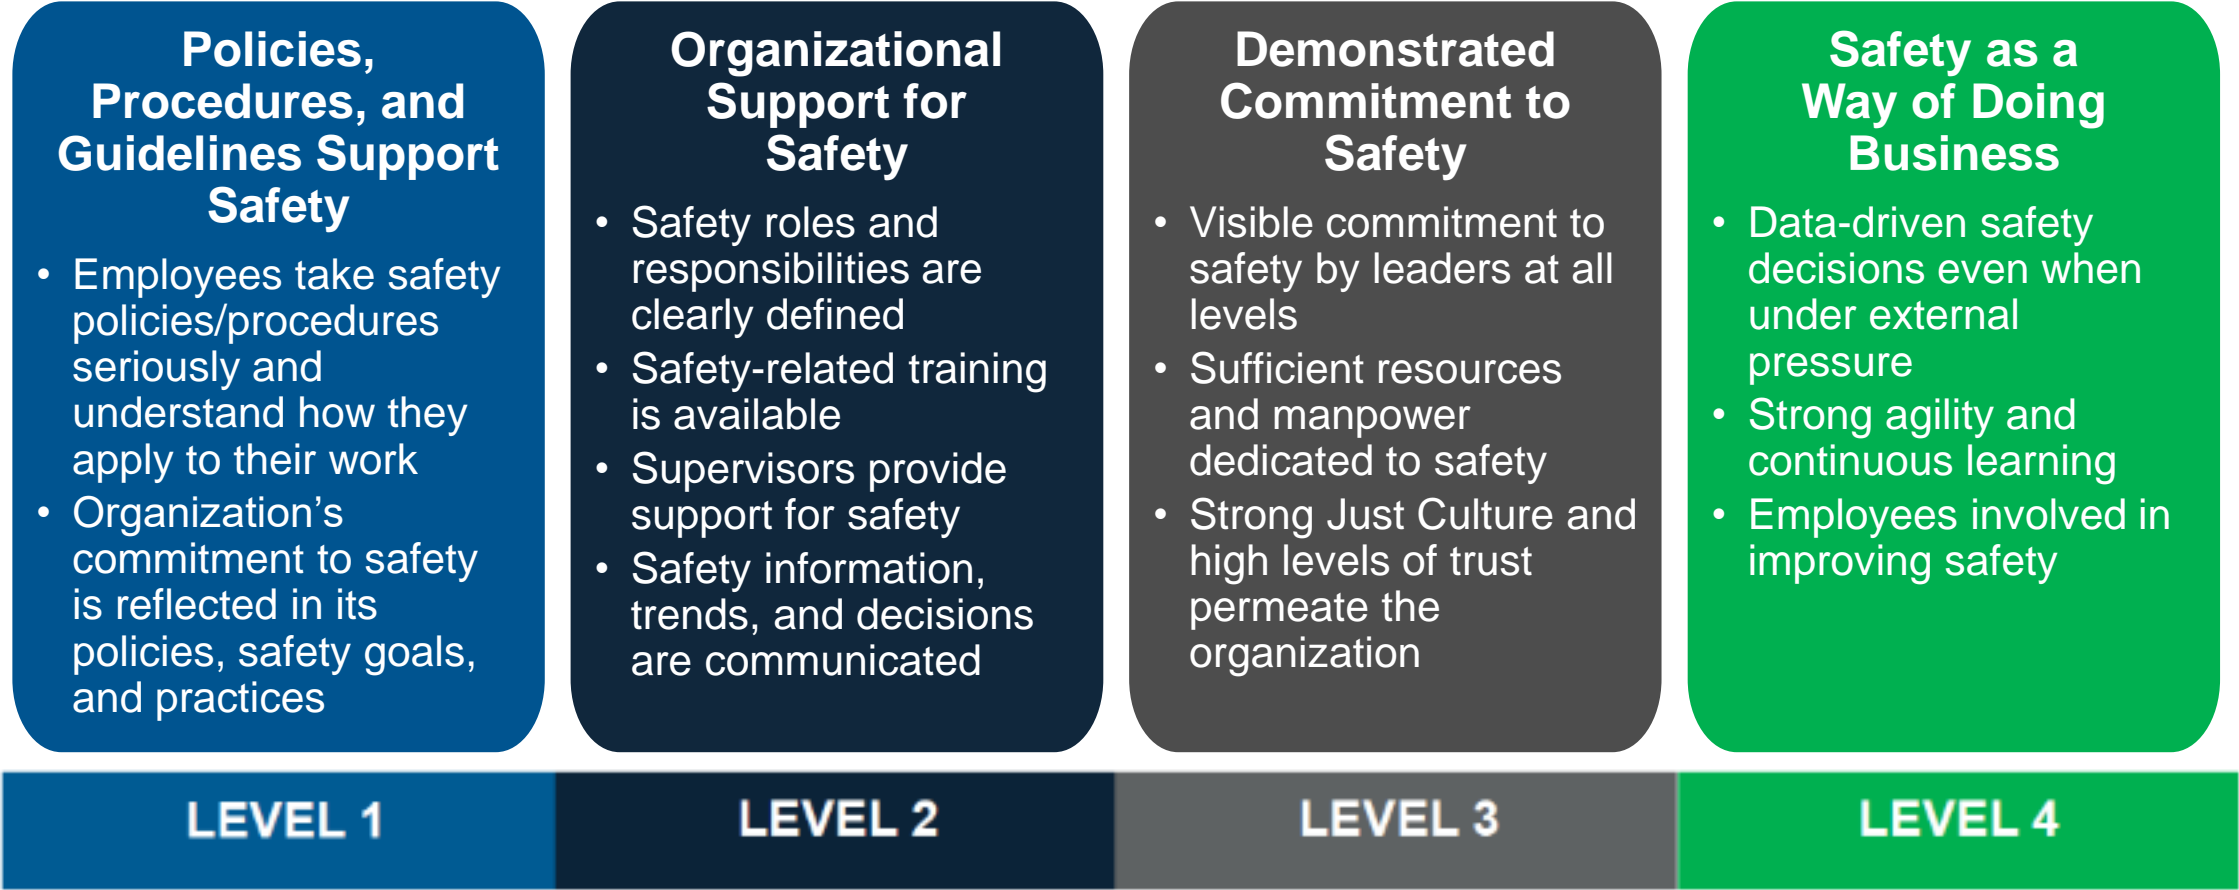 Policies,
Procedures, and
Guidelines Support
Safety
• Employees take safety
policies/procedures
seriously and
understand how they
apply to their work
• Organization’s
commitment to safety
is reflected in its
policies, safety goals,
and practices
Organizational
Support for
Safety
• Safety roles and
responsibilities are
clearly defined
• Safety-related training
is available
• Supervisors provide
support for safety
• Safety information,
trends, and decisions
are communicated
Demonstrated
Commitment to
Safety
• Visible commitment to
safety by leaders at all
levels
• Sufficient resources
and manpower
dedicated to safety
• Strong Just Culture and
high levels of trust
permeate the
organization
Safety as a
Way of Doing
Business
• Data-driven safety
decisions even when
under external
pressure
• Strong agility and
continuous learning
• Employees involved in
improving safety
LEVEL 1
LEVEL 2
LEVEL 3
LEVEL 4